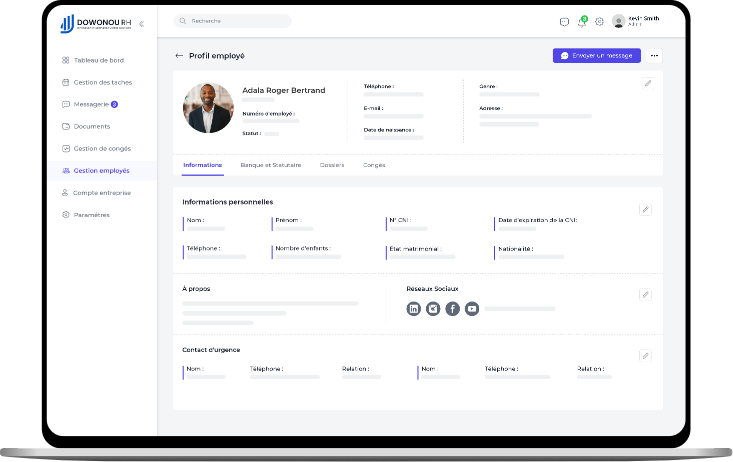 DOWONOU RH
Recherche
Kevin Smith
Tableau de bord
Gestion des taches
Messagerie
Documents
Gestion de congés
Gestion employés
Compte entreprise
Paramétres
Profil employé
Envoyer un message
Adala Roger Bertrand
Numéro d'employé :
Statut :
Téléphone :
E-mail :
Date de naissance :
Genre :
Adresse :
Informations
Banque et Statutaire
Dossiers
Congés
Informations personnelles
Nom :
Prénom :
N° CNI :
Date d'expiration de la CNI:
Téléphone :
Nombre d'enfants :
État matrimonial :
Nationalité :
À propos
Réseaux Sociaux
Contact d'urgence
Nom :
Téléphone :
Relation :
Nom :
Téléphone :
Relation :